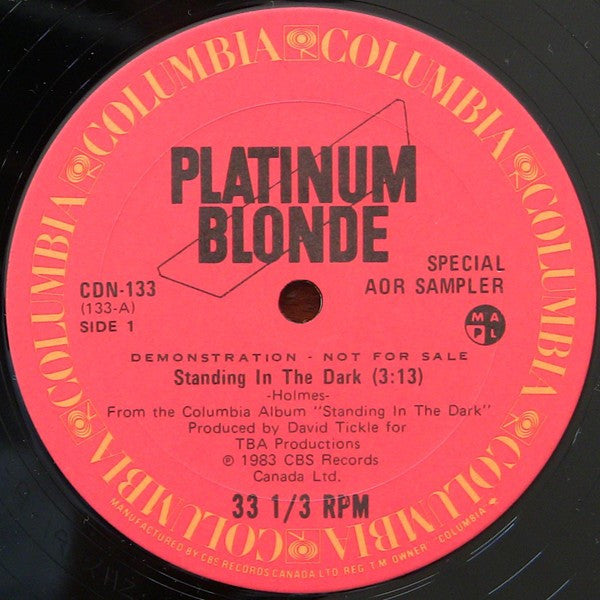 COLUMBIA COLUMBIA COLUMBIA COLUMBIA COLUMBIA COLUMBIA COLUMBIA COLUMBIA
PLATINUM
BLONDE
CDN-133
(133-A)
SIDE 1
SPECIAL
AOR SAMPLER
M A
P L
DEMONSTRATION - NOT FOR SALE
Standing In The Dark (3:13)
-Holmes-
From the Columbia Album "Standing In The Dark"
Produced by David Tickle for
TBA Productions
℗ 1983 CBS Records
Canada Ltd.
33 1/3 RPM
MANUFACTURED BY CBS RECORDS CANADA LTD REG. T.M. OWNER "COLUMBIA"